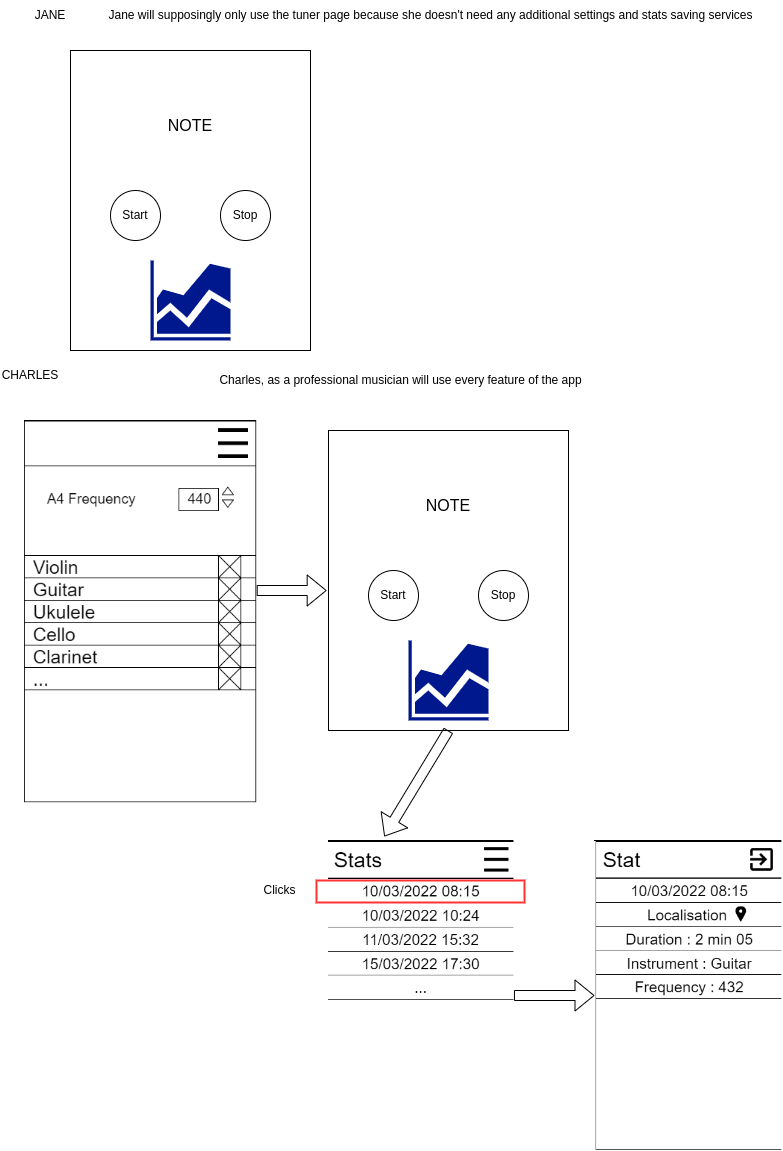 JANE
Jane will supposingly only use the tuner page because she doesn't need any additional settings and stats saving services
NOTE
Start
Stop
CHARLES
Charles, as a professional musician will use every feature of the app
A4 Frequency
440
Violin
Guitar
Ukulele
Cello
Clarinet
...
NOTE
Start
Stop
Stats
Clicks
10/03/2022 08:15
10/03/2022 10:24
11/03/2022 15:32
15/03/2022 17:30
...
Stat
10/03/2022 08:15
Localisation
Duration : 2 min 05
Instrument : Guitar
Frequency : 432